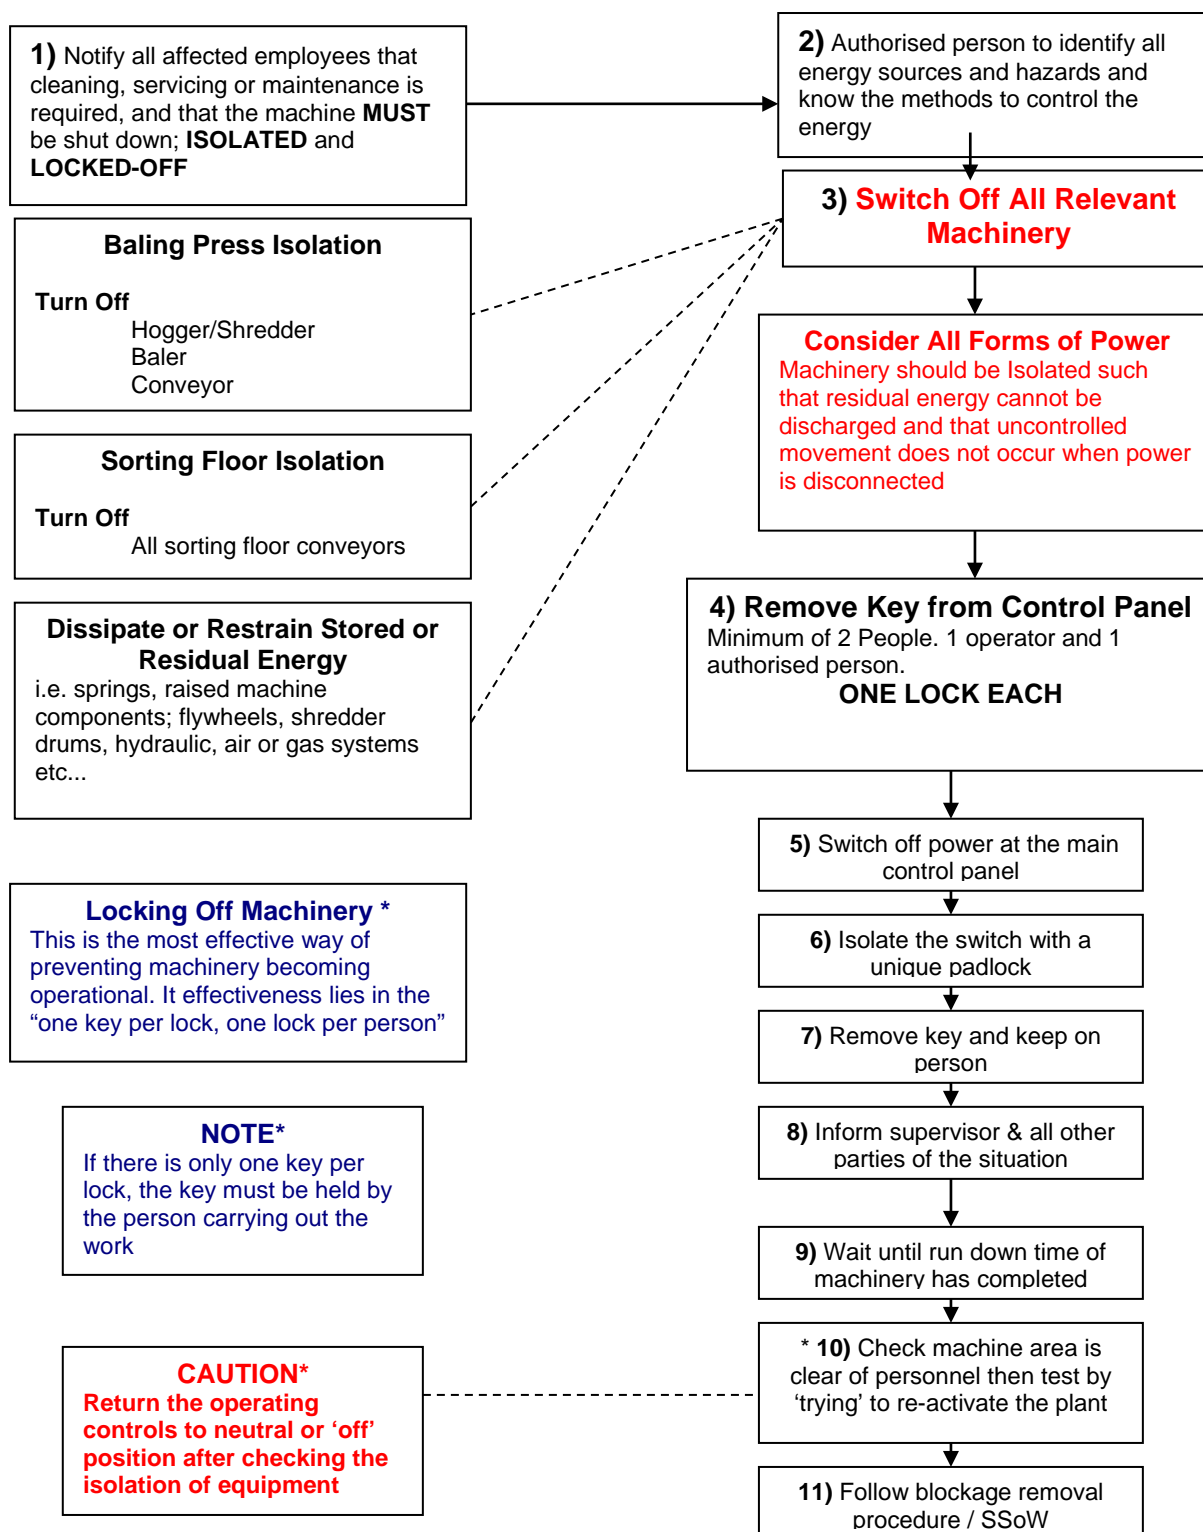 1) Notify all affected employees that
cleaning, servicing or maintenance is
required, and that the machine MUST
be shut down; ISOLATED and
LOCKED-OFF
2) Authorised person to identify all
energy sources and hazards and
know the methods to control the
energy
3) Switch Off All Relevant
Machinery
Baling Press Isolation
Turn Off
Hogger/Shredder
Baler
Conveyor
Consider All Forms of Power
Machinery should be Isolated such
that residual energy cannot be
discharged and that uncontrolled
movement does not occur when power
is disconnected
Sorting Floor Isolation
Turn Off
All sorting floor conveyors
4) Remove Key from Control Panel
Minimum of 2 People. 1 operator and 1
authorised person.
ONE LOCK EACH
Dissipate or Restrain Stored or
Residual Energy
i.e. springs, raised machine
components; flywheels, shredder
drums, hydraulic, air or gas systems
etc...
5) Switch off power at the main
control panel
Locking Off Machinery *
This is the most effective way of
preventing machinery becoming
operational. It effectiveness lies in the
“one key per lock, one lock per person”
6) Isolate the switch with a
unique padlock
7) Remove key and keep on
person
NOTE*
If there is only one key per
lock, the key must be held by
the person carrying out the
work
8) Inform supervisor & all other
parties of the situation
9) Wait until run down time of
machinery has completed
* 10) Check machine area is
clear of personnel then test by
‘trying’ to re-activate the plant
CAUTION*
Return the operating
controls to neutral or ‘off’
position after checking the
isolation of equipment
11) Follow blockage removal
procedure / SSoW